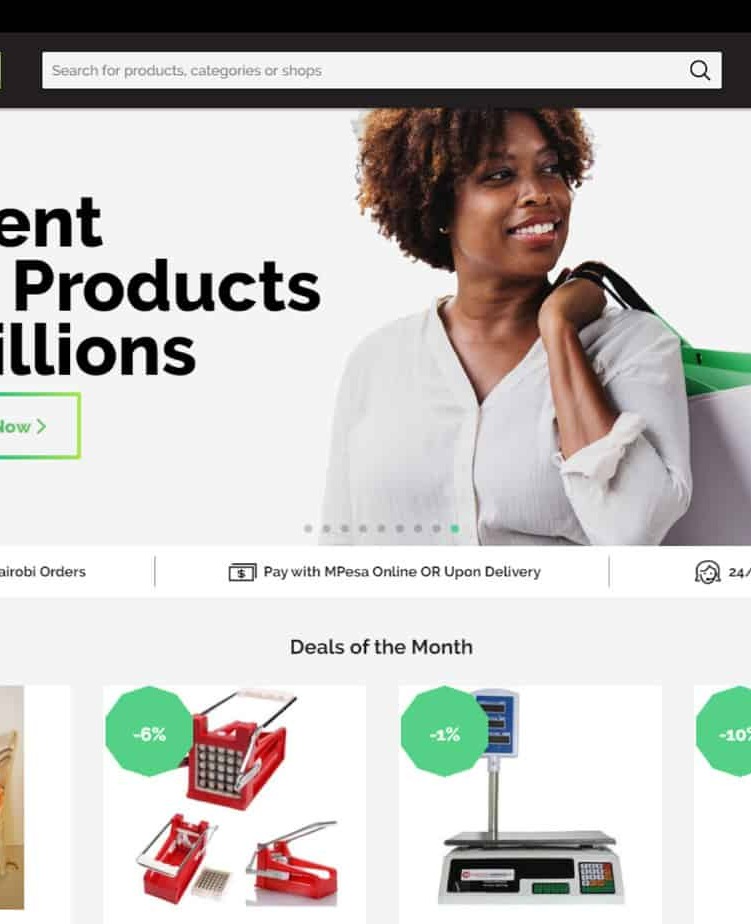 Search for products, categories or shops
ent
Products
illions
Now
airobi Orders
Pay with MPesa Online OR Upon Delivery
24/
Deals of the Month
-6%
-1%
-10%